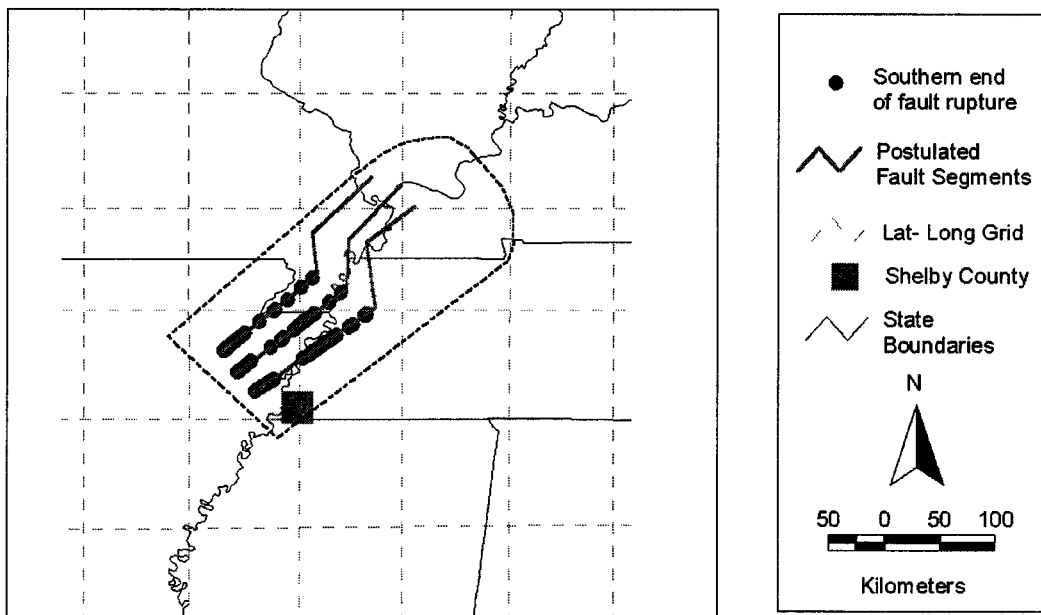 Southern end
of fault rupture
Postulated
Fault Segments
Lat- Long Grid
Shelby County
State
Boundaries
N
50 0 50 100
Kilometers